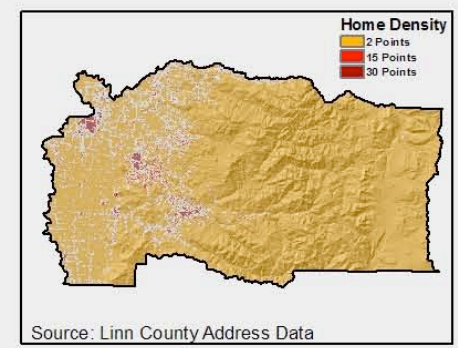 Home Density
2 Points
15 Points
30 Points
Source: Linn County Address Data